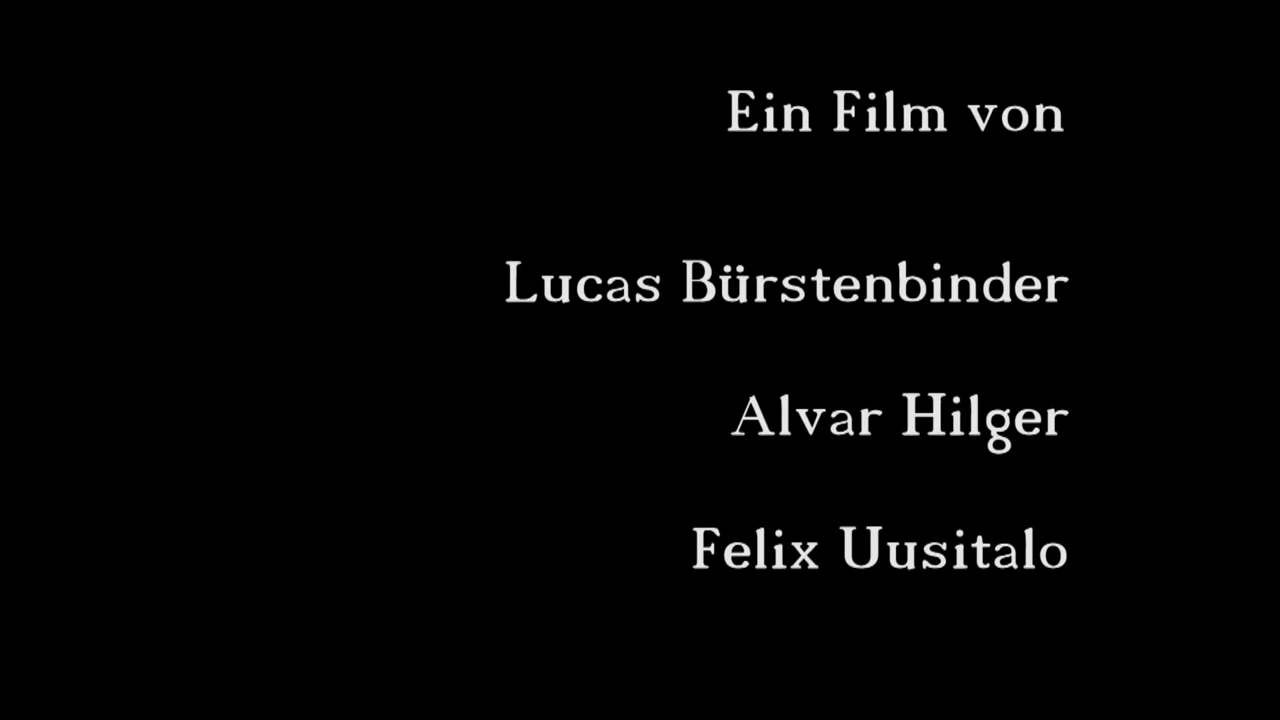 Ein Film von
Lucas Bürstenbinder
Alvar Hilger
Felix Uusitalo